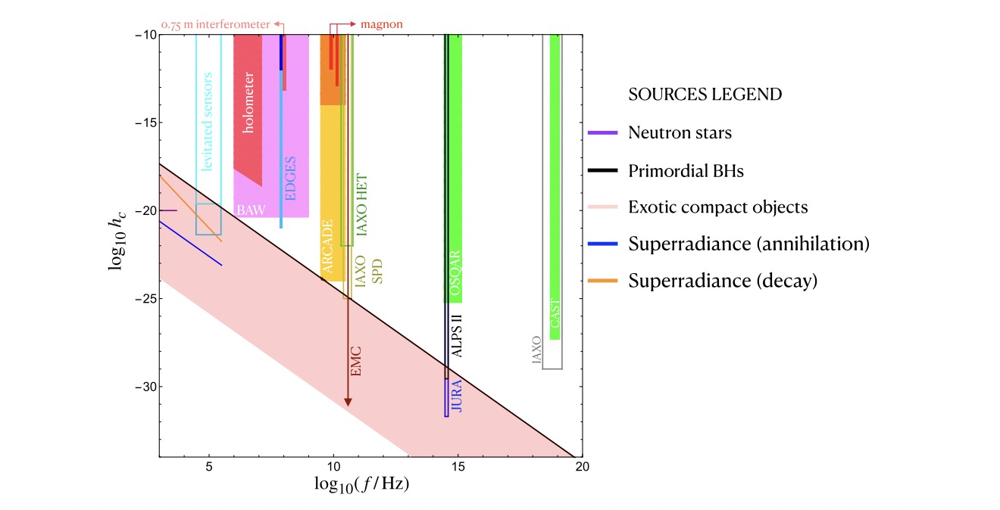 0.75 m interferometer
magnon
−10
−15
−20
−25
−30
log10 hc
levitated sensors
holometer
BAW
EDGES
ARCADE
IAXO HET
IAXO
SPD
EMC
OSQAR
ALPS II
JURA
IAXO
CAST
5
10
15
20
log10(f/Hz)
SOURCES LEGEND
Neutron stars
Primordial BHs
Exotic compact objects
Superradiance (annihilation)
Superradiance (decay)